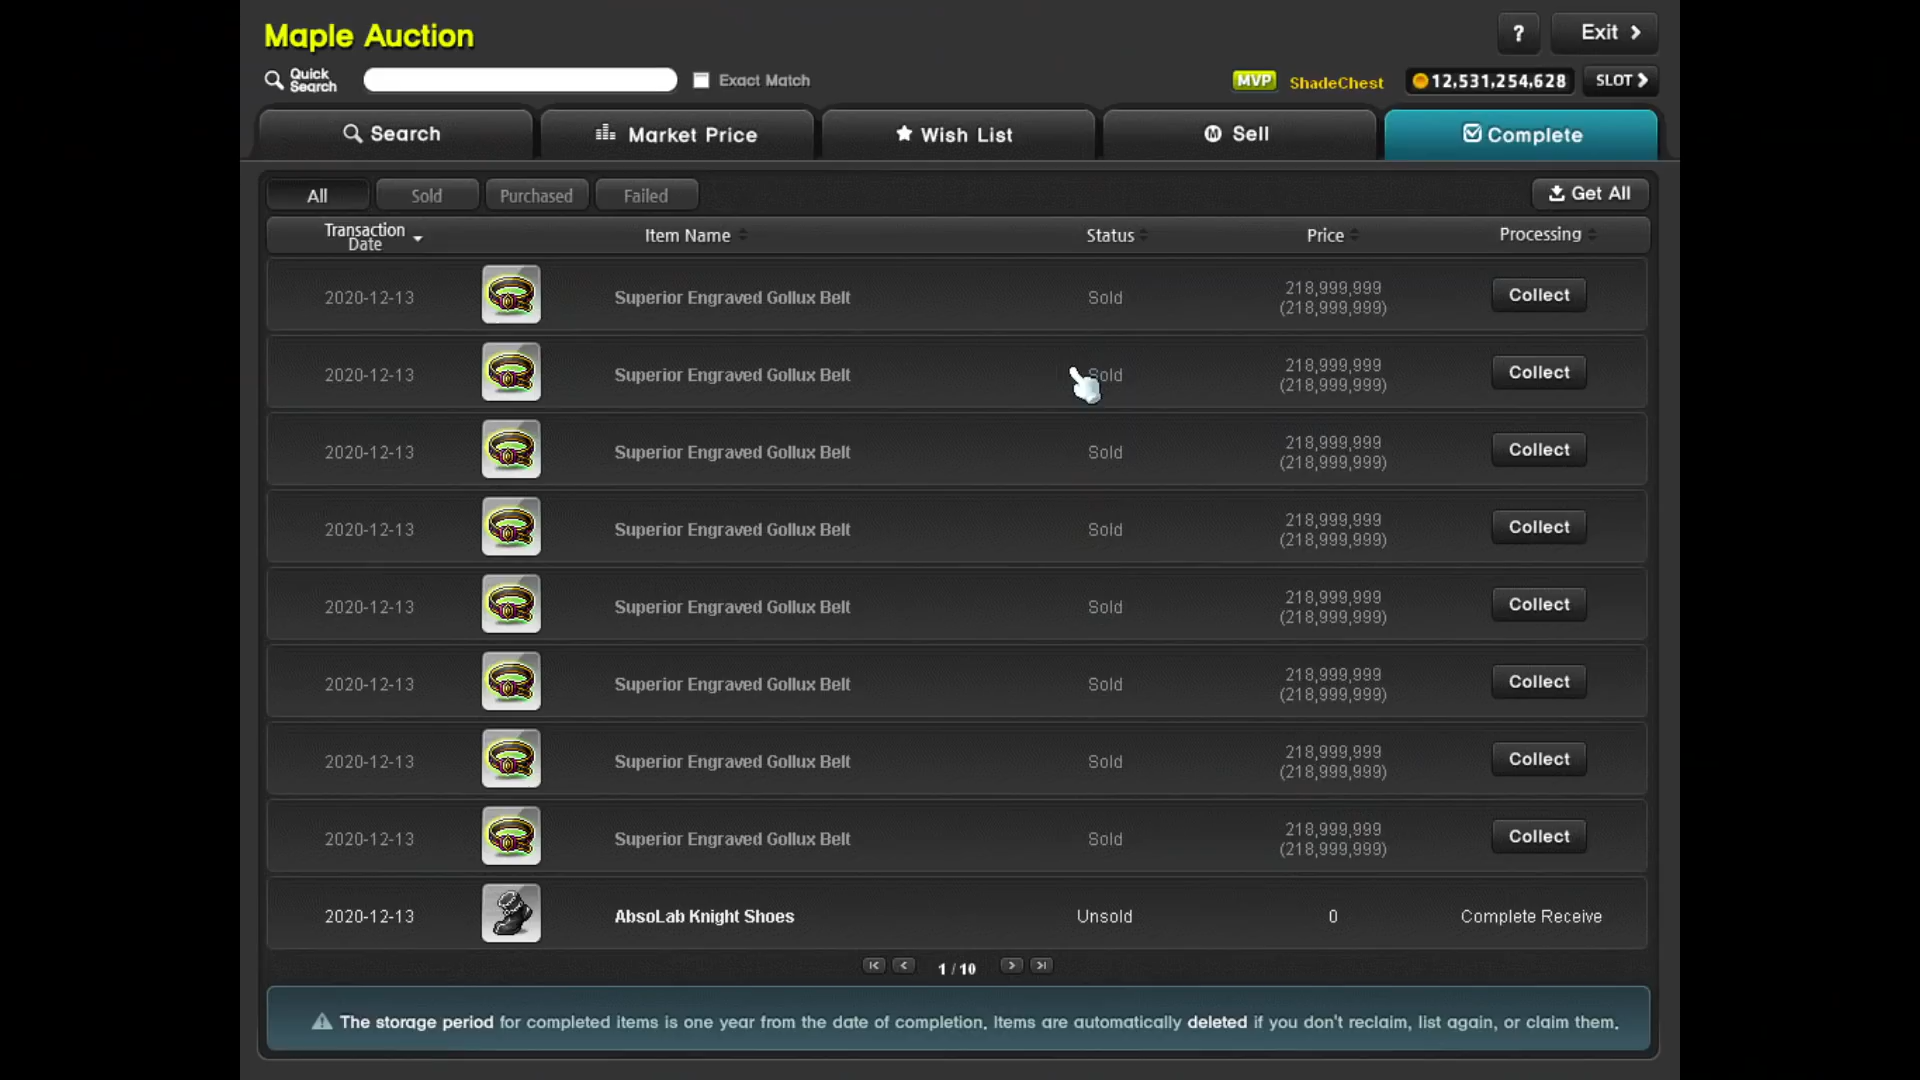 Maple Auction
? Exit >
Quick Search
Exact Match
MVP ShadeChest 12,531,254,628 SLOT
Search Market Price Wish List Sell Complete
All Sold Purchased Failed Get All
Transaction Date Item Name Status Price Processing
2020-12-13 Superior Engraved Gollux Belt Sold 218,999,999 Collect
(218,999,999)
2020-12-13 Superior Engraved Gollux Belt Sold 218,999,999 Collect
(218,999,999)
2020-12-13 Superior Engraved Gollux Belt Sold 218,999,999 Collect
(218,999,999)
2020-12-13 Superior Engraved Gollux Belt Sold 218,999,999 Collect
(218,999,999)
2020-12-13 Superior Engraved Gollux Belt Sold 218,999,999 Collect
(218,999,999)
2020-12-13 Superior Engraved Gollux Belt Sold 218,999,999 Collect
(218,999,999)
2020-12-13 Superior Engraved Gollux Belt Sold 218,999,999 Collect
(218,999,999)
2020-12-13 Superior Engraved Gollux Belt Sold 218,999,999 Collect
(218,999,999)
2020-12-13 AbsoLab Knight Shoes Unsold 0 Complete Receive
1 / 10
The storage period for completed items is one year from the date of completion. Items are automatically deleted if you don't reclaim, list again, or claim them.